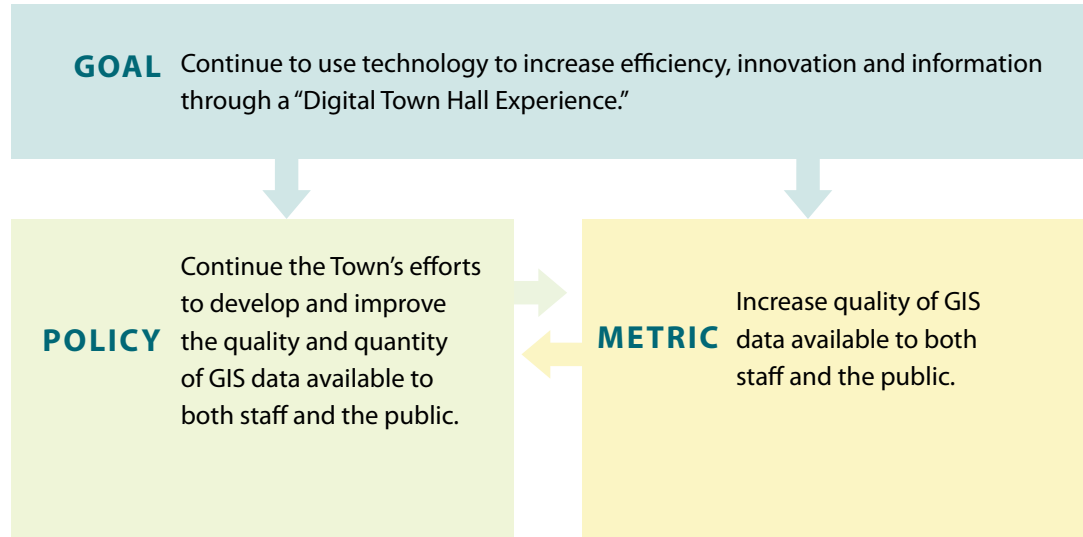 GOAL Continue to use technology to increase efficiency, innovation and information
through a “Digital Town Hall Experience.”
POLICY
Continue the Town’s efforts
to develop and improve
the quality and quantity
of GIS data available to
both staff and the public.
METRIC
Increase quality of GIS
data available to both
staff and the public.